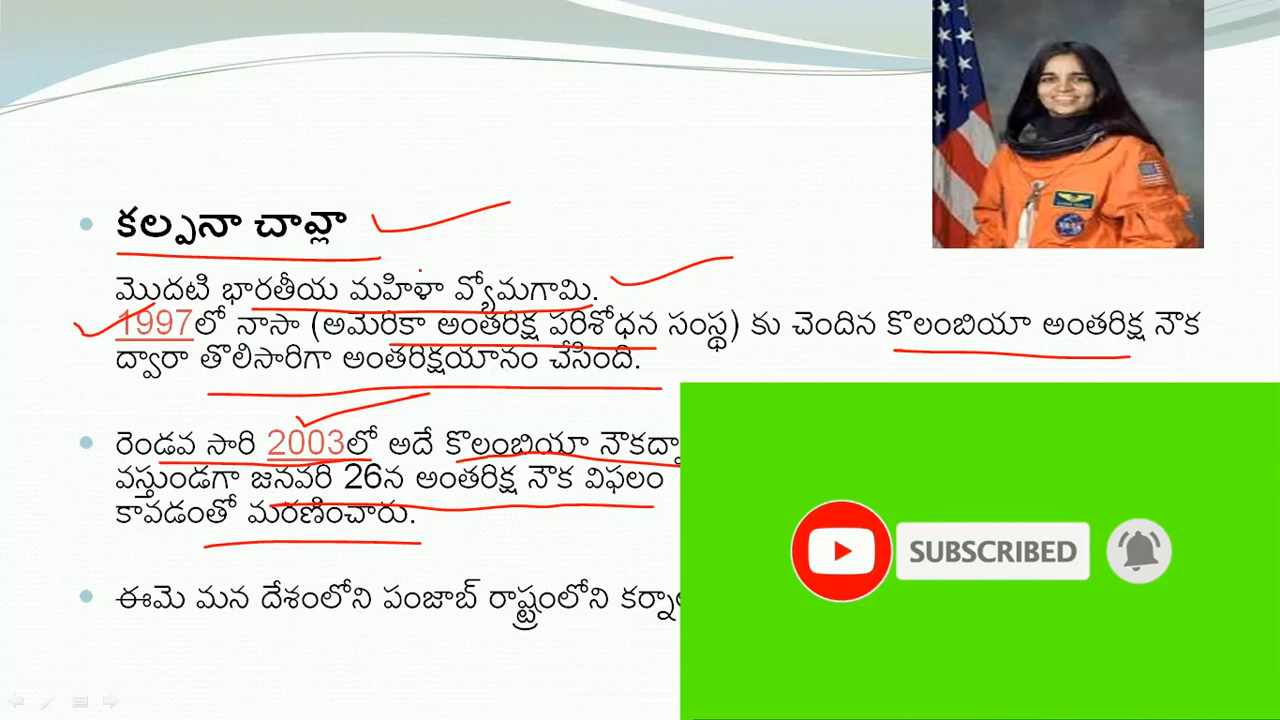 కల్పనా చావ్లా
మొదటి భారతీయ మహిళా వ్యోమగామి.
1997లో నాసా (అమెరికా అంతరిక్ష పరిశోధన సంస్థ) కు చెందిన కొలంబియా అంతరిక్ష నౌక
ద్వారా తొలిసారిగా అంతరిక్షయానం చేసింది.
రెండవ సారి 2003లో అదే కొలంబియా
వస్తుండగా జనవరి 26న అంతరిక్ష నౌక విఫలం
కావడంతో మరణించారు.
ఈమె మన దేశంలోని పంజాబ్ రాష్ట్రంలోని
SUBSCRIBED